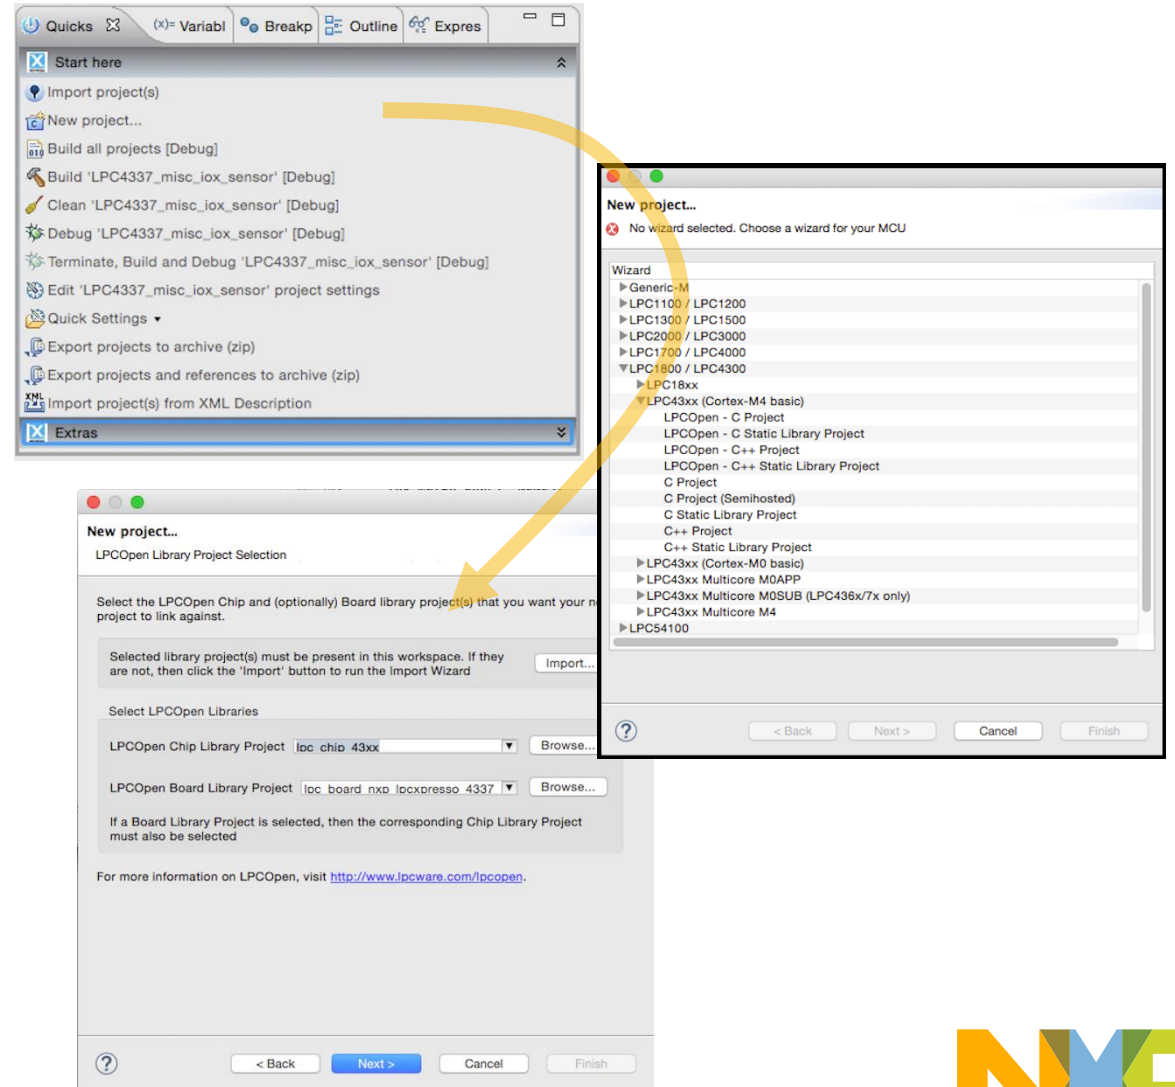 Quicks
(x)= Variabl
Breakp
Outline
Expres
Start here
Import project(s)
New project...
Build all projects [Debug]
Build 'LPC4337_misc_iox_sensor' [Debug]
Clean 'LPC4337_misc_iox_sensor' [Debug]
Debug 'LPC4337_misc_iox_sensor' [Debug]
Terminate, Build and Debug 'LPC4337_misc_iox_sensor' [Debug]
Edit 'LPC4337_misc_iox_sensor' project settings
Quick Settings
Export projects to archive (zip)
Export projects and references to archive (zip)
Import project(s) from XML Description
Extras
New project...
No wizard selected. Choose a wizard for your MCU
Wizard
Generic-M
LPC1100 / LPC1200
LPC1300 / LPC1500
LPC2000 / LPC3000
LPC1700 / LPC4000
LPC1800 / LPC4300
LPC18xx
LPC43xx (Cortex-M4 basic)
LPCOpen - C Project
LPCOpen - C Static Library Project
LPCOpen - C++ Project
LPCOpen - C++ Static Library Project
C Project
C Project (Semihosted)
C Static Library Project
C++ Project
C++ Static Library Project
LPC43xx (Cortex-M0 basic)
LPC43xx Multicore M0APP
LPC43xx Multicore M0SUB (LPC436x/7x only)
LPC43xx Multicore M4
LPC54100
< Back
Next >
Cancel
Finish
New project...
LPCOpen Library Project Selection
Select the LPCOpen Chip and (optionally) Board library project(s) that you want your
project to link against.
Selected library project(s) must be present in this workspace. If they
are not, then click the 'Import' button to run the Import Wizard
Import...
Select LPCOpen Libraries
LPCOpen Chip Library Project lpc_chip_43xx Browse...
LPCOpen Board Library Project lpc_board_nxp_lpcxpresso_4337 Browse...
If a Board Library Project is selected, then the corresponding Chip Library Project
must also be selected
For more information on LPCOpen, visit http://www.lpcware.com/lpcopen.
< Back
Next >
Cancel
Finish